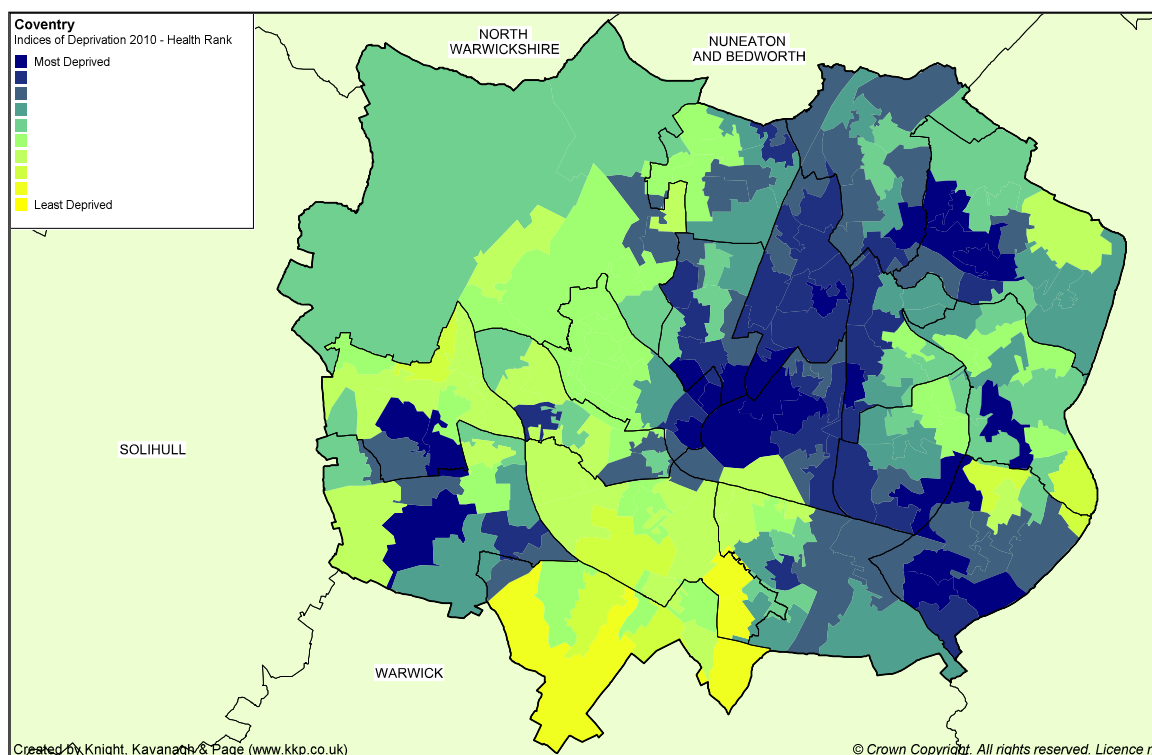 Coventry
Indices of Deprivation 2010 - Health Rank
Most Deprived
Least Deprived
NORTH
WARWICKSHIRE
NUNEATON
AND BEDWORTH
SOLIHULL
WARWICK
Created by Knight, Kavanagh & Page (www.kkp.co.uk)
© Crown Copyright. All rights reserved. Licence n